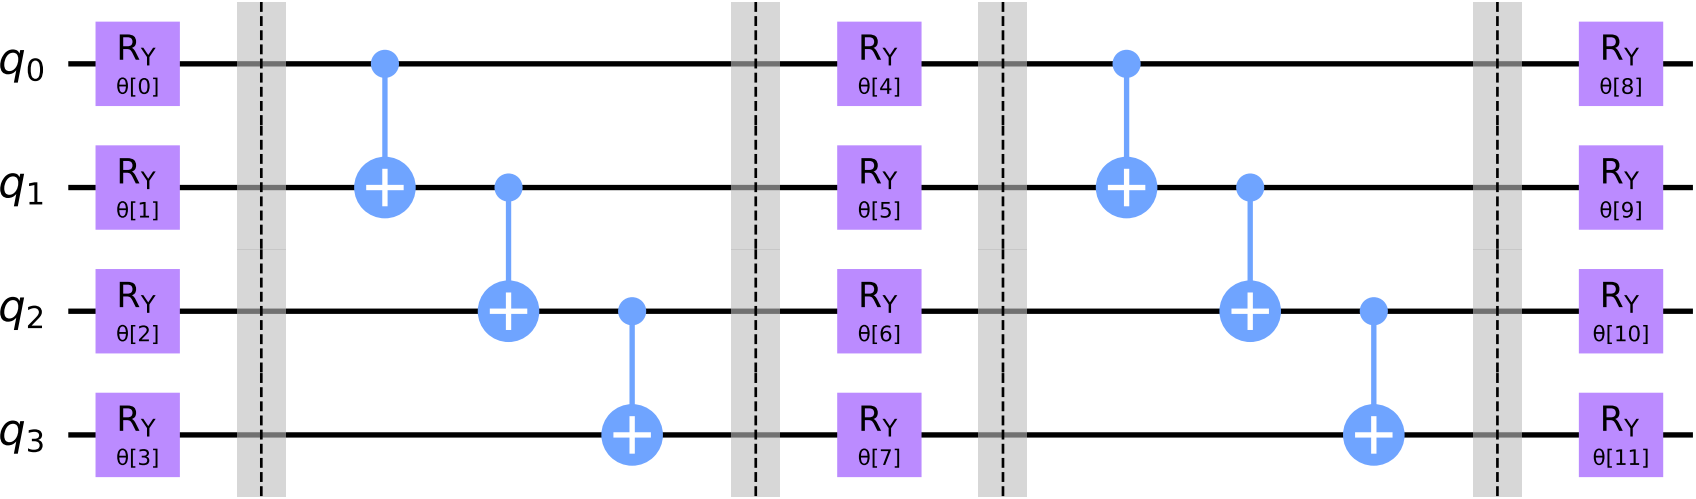 q0 RY θ[0] RY θ[4] RY θ[8]
q1 RY θ[1] RY θ[5] RY θ[9]
q2 RY θ[2] RY θ[6] RY θ[10]
q3 RY θ[3] RY θ[7] RY θ[11]